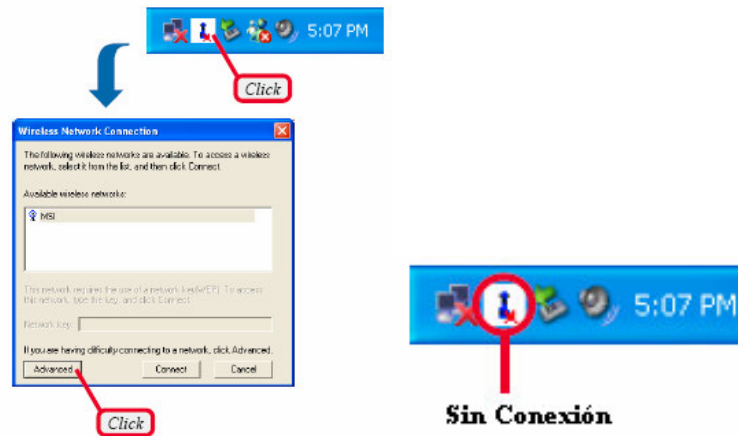 5:07 PM
Click
Wireless Network Connection
The following wireless networks are available. To access a wireless
network, select it from the list, and then click Connect.
Available wireless networks:
MSI
This network requires the use of a network key(WEP). To access
this network, type the key, and click Connect
Network key:
If you are having difficulty connecting to a network, click Advanced.
Advanced...
Connect
Cancel
Click
5:07 PM
Sin Conexión